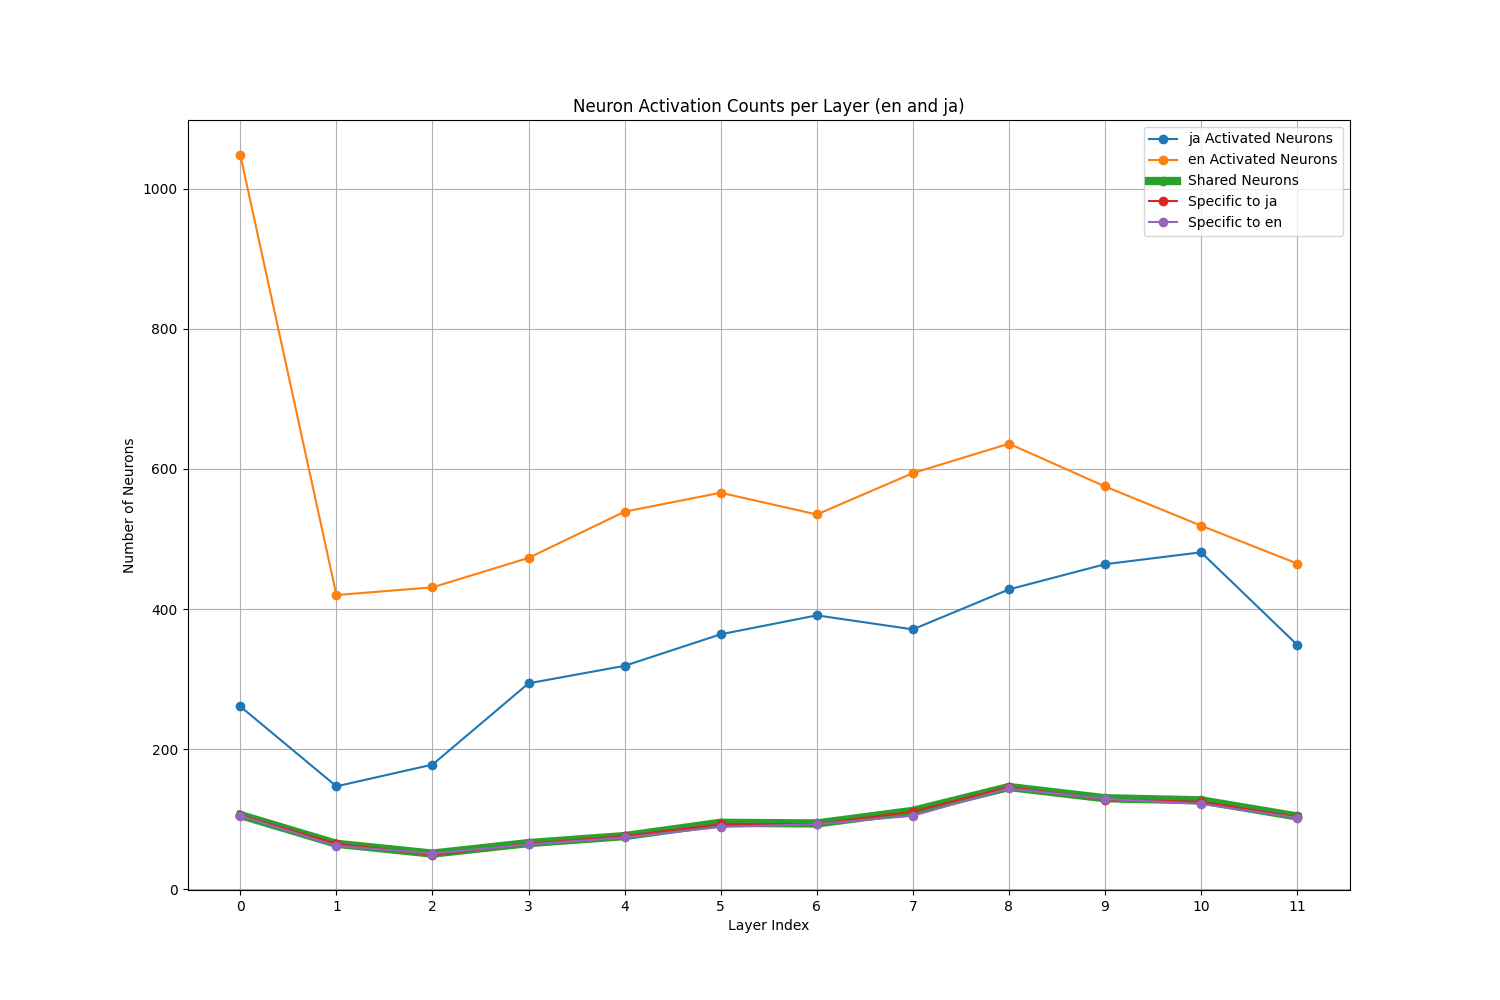 Neuron Activation Counts per Layer (en and ja)
ja Activated Neurons
en Activated Neurons
Shared Neurons
Specific to ja
Specific to en
Number of Neurons
1000
800
600
400
200
0
0 1 2 3 4 5 6 7 8 9 10 11
Layer Index